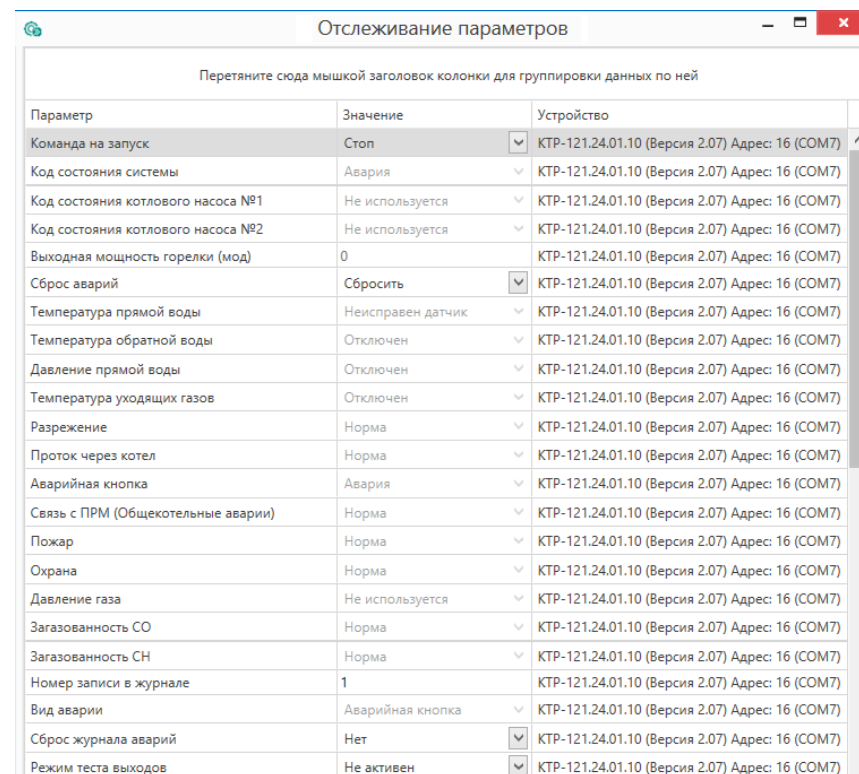 Отслеживание параметров
Перетяните сюда мышкой заголовок колонки для группировки данных по ней
Параметр Значение Устройство
Команда на запуск Стоп КТР-121.24.01.10 (Версия 2.07) Адрес: 16 (COM7)
Код состояния системы Авария КТР-121.24.01.10 (Версия 2.07) Адрес: 16 (COM7)
Код состояния котлового насоса №1 Не используется КТР-121.24.01.10 (Версия 2.07) Адрес: 16 (COM7)
Код состояния котлового насоса №2 Не используется КТР-121.24.01.10 (Версия 2.07) Адрес: 16 (COM7)
Выходная мощность горелки (мод) 0 КТР-121.24.01.10 (Версия 2.07) Адрес: 16 (COM7)
Сброс аварий Сбросить КТР-121.24.01.10 (Версия 2.07) Адрес: 16 (COM7)
Температура прямой воды Неисправен датчик КТР-121.24.01.10 (Версия 2.07) Адрес: 16 (COM7)
Температура обратной воды Отключен КТР-121.24.01.10 (Версия 2.07) Адрес: 16 (COM7)
Давление прямой воды Отключен КТР-121.24.01.10 (Версия 2.07) Адрес: 16 (COM7)
Температура уходящих газов Отключен КТР-121.24.01.10 (Версия 2.07) Адрес: 16 (COM7)
Разрежение Норма КТР-121.24.01.10 (Версия 2.07) Адрес: 16 (COM7)
Проток через котел Норма КТР-121.24.01.10 (Версия 2.07) Адрес: 16 (COM7)
Аварийная кнопка Авария КТР-121.24.01.10 (Версия 2.07) Адрес: 16 (COM7)
Связь с ПРМ (Общекотельные аварии) Норма КТР-121.24.01.10 (Версия 2.07) Адрес: 16 (COM7)
Пожар Норма КТР-121.24.01.10 (Версия 2.07) Адрес: 16 (COM7)
Охрана Норма КТР-121.24.01.10 (Версия 2.07) Адрес: 16 (COM7)
Давление газа Не используется КТР-121.24.01.10 (Версия 2.07) Адрес: 16 (COM7)
Загазованность СО Норма КТР-121.24.01.10 (Версия 2.07) Адрес: 16 (COM7)
Загазованность СН Норма КТР-121.24.01.10 (Версия 2.07) Адрес: 16 (COM7)
Номер записи в журнале 1 КТР-121.24.01.10 (Версия 2.07) Адрес: 16 (COM7)
Вид аварии Аварийная кнопка КТР-121.24.01.10 (Версия 2.07) Адрес: 16 (COM7)
Сброс журнала аварий Нет КТР-121.24.01.10 (Версия 2.07) Адрес: 16 (COM7)
Режим теста выходов Не активен КТР-121.24.01.10 (Версия 2.07) Адрес: 16 (COM7)